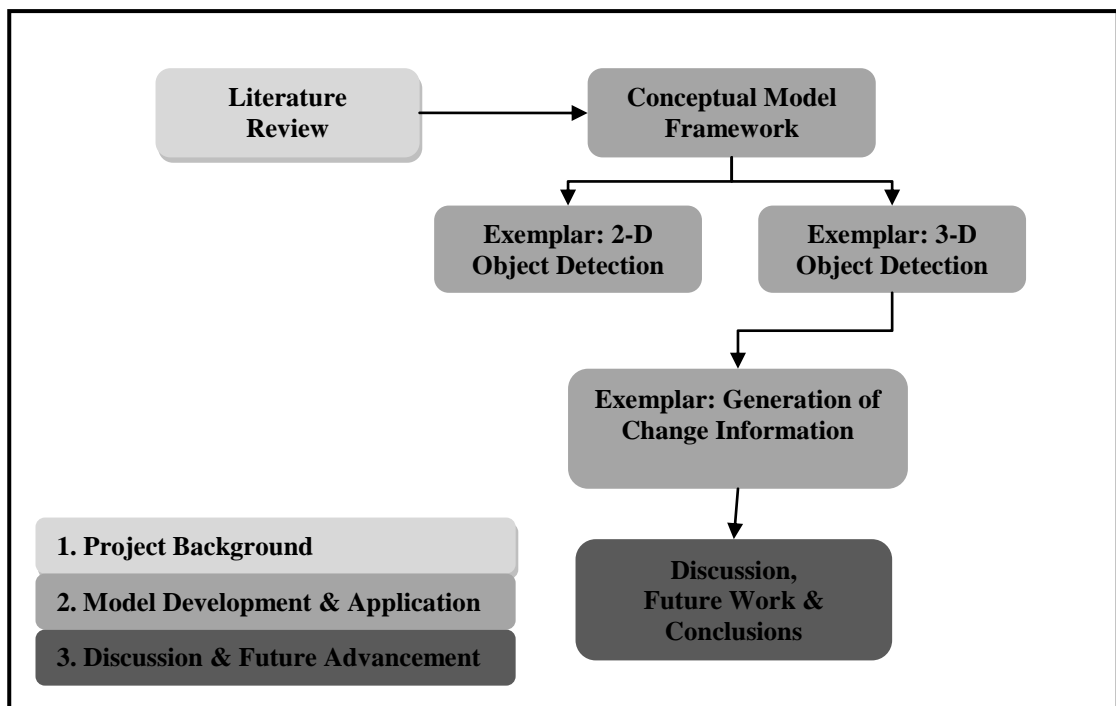 Literature
Review
Conceptual Model
Framework
Exemplar: 2-D
Object Detection
Exemplar: 3-D
Object Detection
Exemplar: Generation of
Change Information
1. Project Background
2. Model Development & Application
3. Discussion & Future Advancement
Discussion,
Future Work &
Conclusions